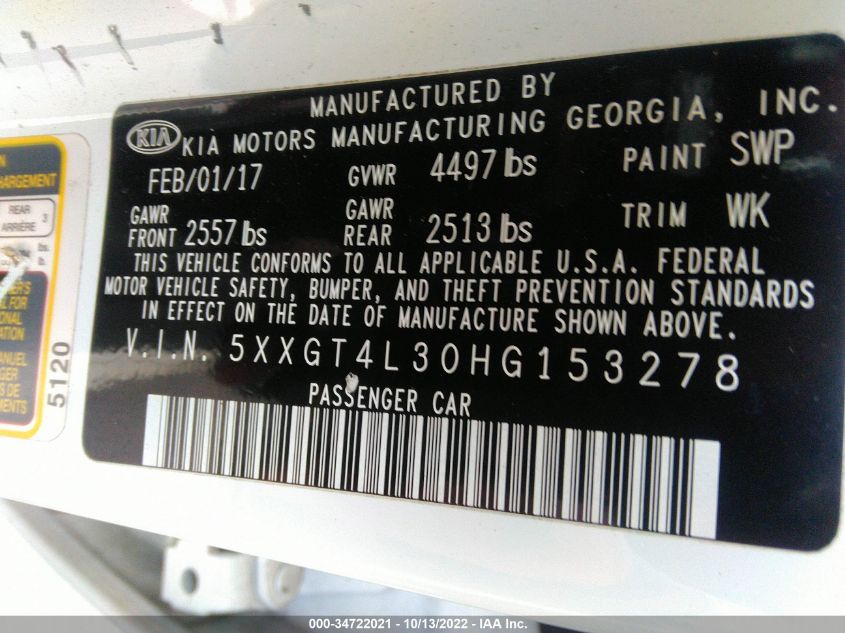 MANUFACTURED BY
KIA KIA MOTORS MANUFACTURING GEORGIA, INC.
FEB/01/17 GVWR 4497 lbs PAINT SWP
GAWR FRONT 2557 lbs GAWR REAR 2513 lbs TRIM WK
THIS VEHICLE CONFORMS TO ALL APPLICABLE U.S.A. FEDERAL
MOTOR VEHICLE SAFETY, BUMPER, AND THEFT PREVENTION STANDARDS
IN EFFECT ON THE DATE OF MANUFACTURE SHOWN ABOVE.
V.I.N. 5XXGT4L30HG153278
PASSENGER CAR
HARGEMENT
REAR 3
ARRIÈRE
lbs.
5120
000-34722021 - 10/13/2022 - IAA Inc.